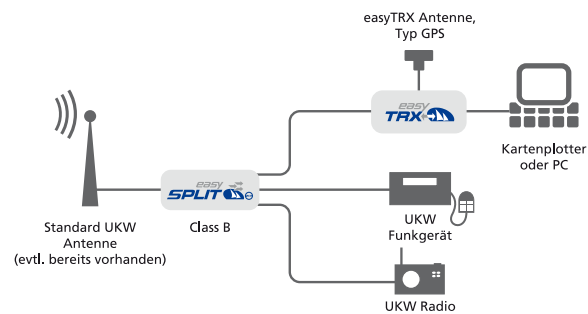 easyTRX Antenne,
Typ GPS
easy
TRX
Kartenplotter
oder PC
easy
SPLIT
Standard UKW
Antenne
(evtl. bereits vorhanden)
Class B
UKW
Funkgerät
UKW Radio